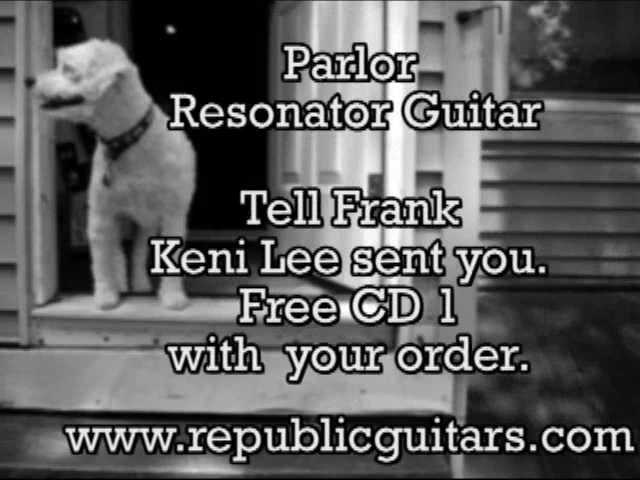 Parlor
Resonator Guitar
Tell Frank
Keni Lee sent you.
Free CD 1
with your order.
www.republicguitars.com